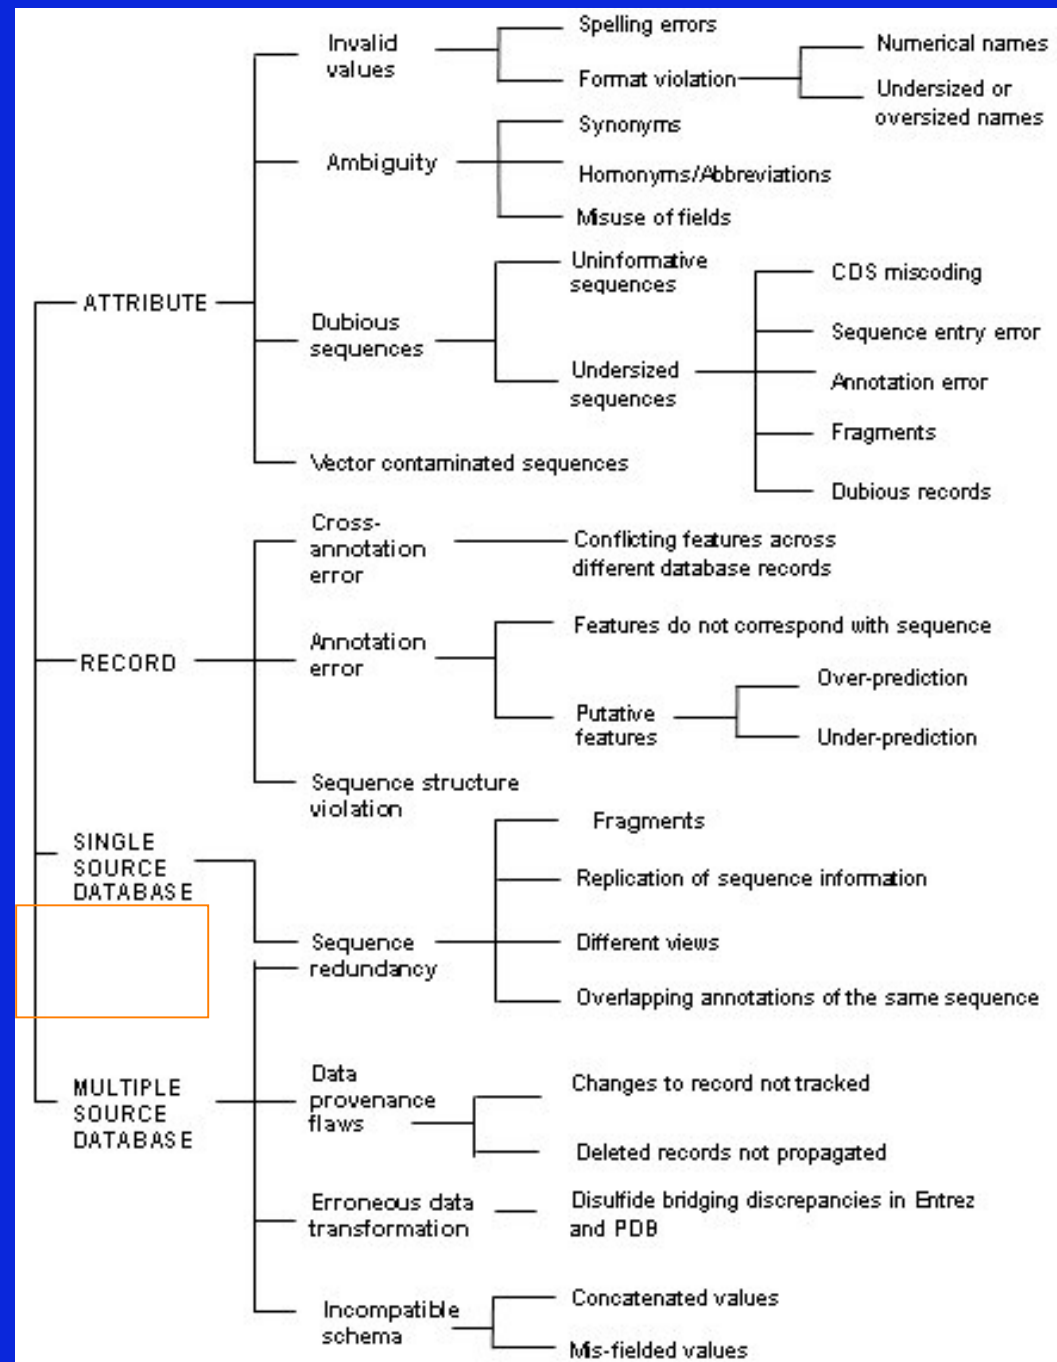 Spelling errors
Invalid
values
Numerical names
Format violation
Undersized or
oversized names
Synonyms
Ambiguity
Homonyms/Abbreviations
Misuse of fields
Uninformative
sequences
CDS miscoding
ATTRIBUTE
Dubious
sequences
Sequence entry error
Undersized
sequences
Annotation error
Fragments
Vector contaminated sequences
Dubious records
Cross-
annotation
error
Conflicting features across
different database records
Features do not correspond with sequence
Annotation
error
RECORD
Over-prediction
Putative
features
Under-prediction
Sequence structure
violation
Fragments
SINGLE
SOURCE
DATABASE
Replication of sequence information
Sequence
redundancy
Different views
Overlapping annotations of the same sequence
MULTIPLE
SOURCE
DATABASE
Data
provenance
flaws
Changes to record not tracked
Deleted records not propagated
Erroneous data
transformation
Disulfide bridging discrepancies in Entrez
and PDB
Incompatible
schema
Concatenated values
Mis-fielded values